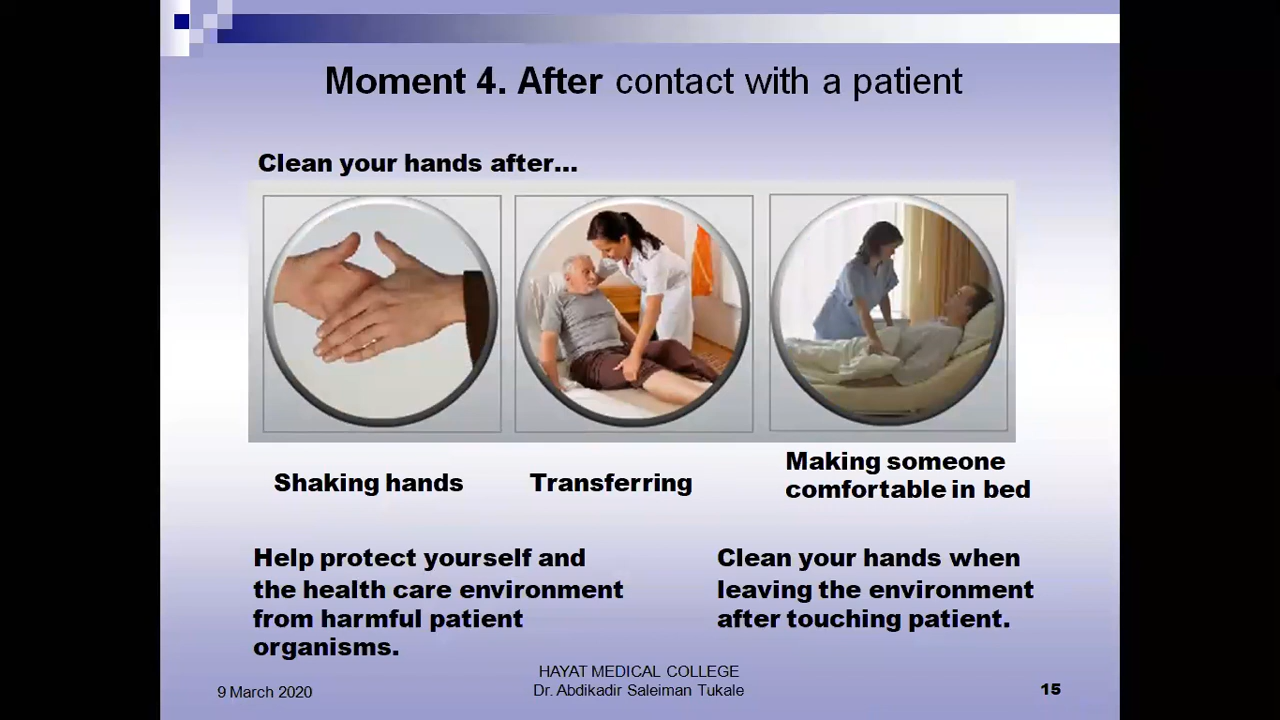 Moment 4. After contact with a patient
Clean your hands after...
Shaking hands
Transferring
Making someone
comfortable in bed
Help protect yourself and
the health care environment
from harmful patient
organisms.
Clean your hands when
leaving the environment
after touching patient.
9 March 2020
HAYAT MEDICAL COLLEGE
Dr. Abdikadir Saleiman Tukale
15